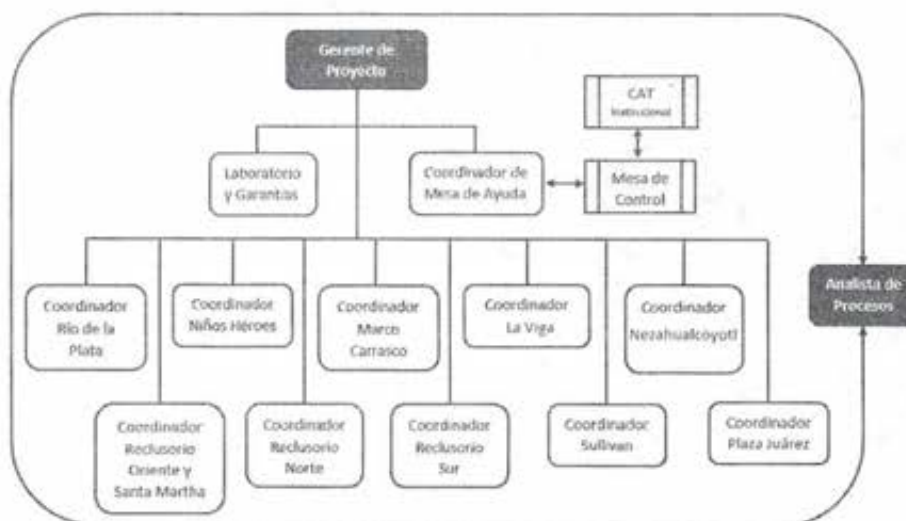 Gerente de
Proyecto
CAT
Institucional
Laboratorio
y Garantías
Coordinador de
Mesa de Ayuda
Mesa de
Control
Coordinador
Río de la
Plata
Coordinador
Niños Héroes
Coordinador
Marco
Carrasco
Coordinador
La Viga
Coordinador
Nezahualcoyotl
Analista de
Procesos
Coordinador
Reclusorio
Oriente y
Santa Martha
Coordinador
Reclusorio
Norte
Coordinador
Reclusorio
Sur
Coordinador
Sullivan
Coordinador
Plaza Juárez